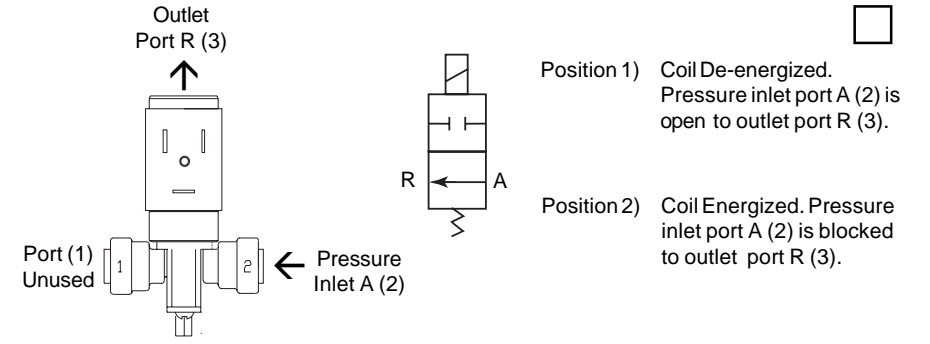 Outlet
Port R (3)
Port (1)
Unused
1
2
Pressure
Inlet A (2)
R
A
Position 1) Coil De-energized.
Pressure inlet port A (2) is
open to outlet port R (3).
Position 2) Coil Energized. Pressure
inlet port A (2) is blocked
to outlet port R (3).